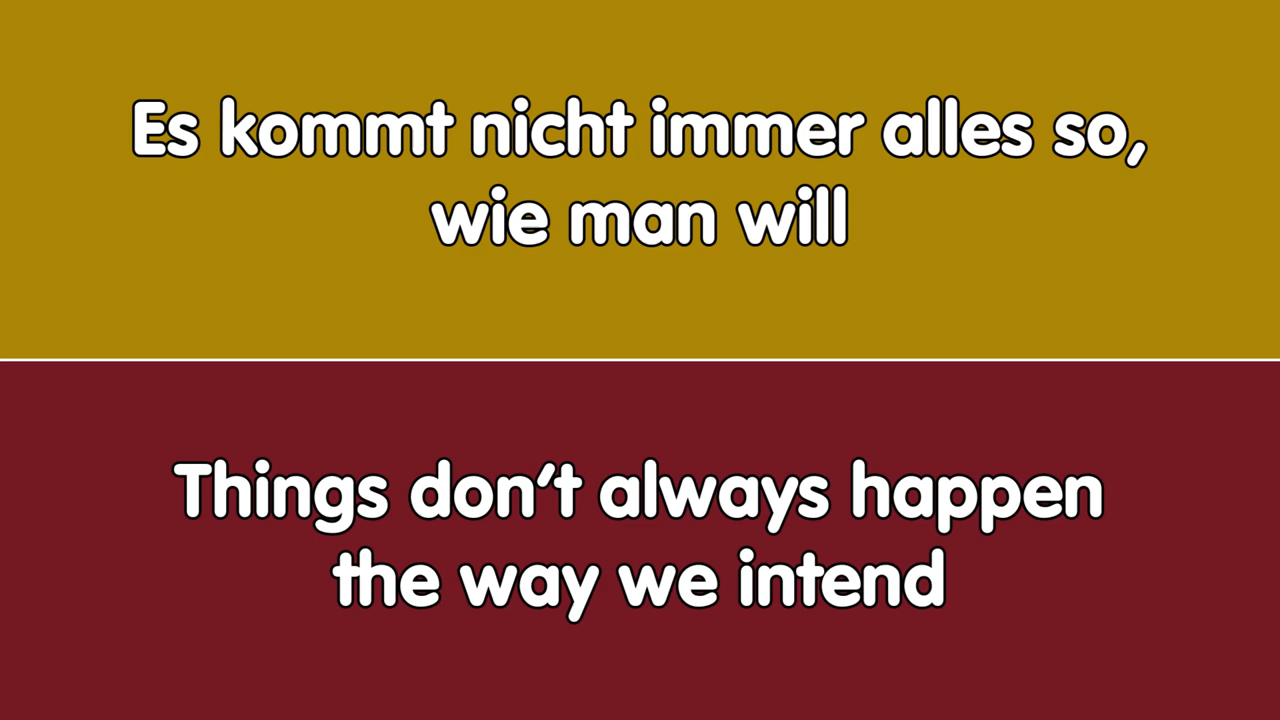 Es kommt nicht immer alles so,
wie man will
Things don't always happen
the way we intend